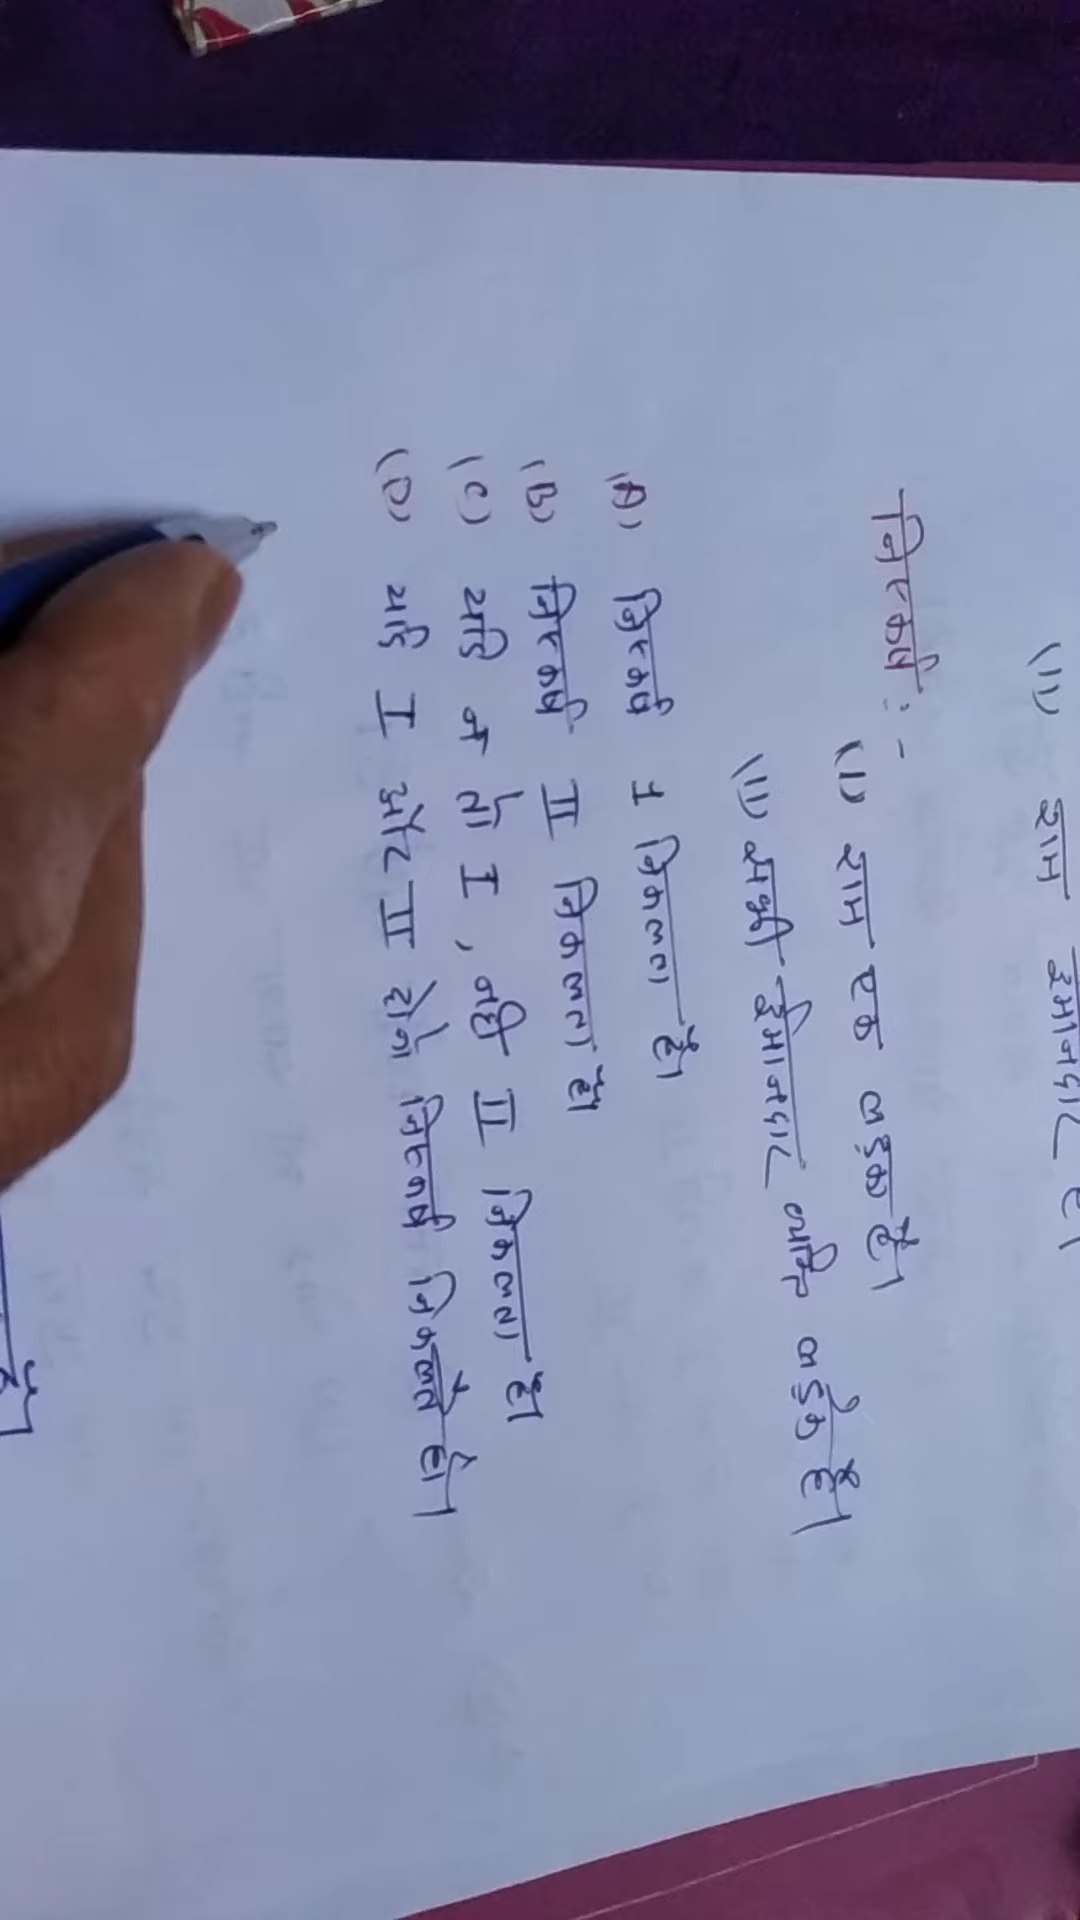 (ii) राम ईमानदार है।
निष्कर्ष :-
(i) राम एक लड़का है।
(ii) सभी ईमानदार व्यक्ति लड़के हैं।
(A) निष्कर्ष I निकलता है।
(B) निष्कर्ष II निकलता है।
(C) यदि न तो I, नही II निकलता है।
(D) यदि I और II दोनो निष्कर्ष निकलते हो।